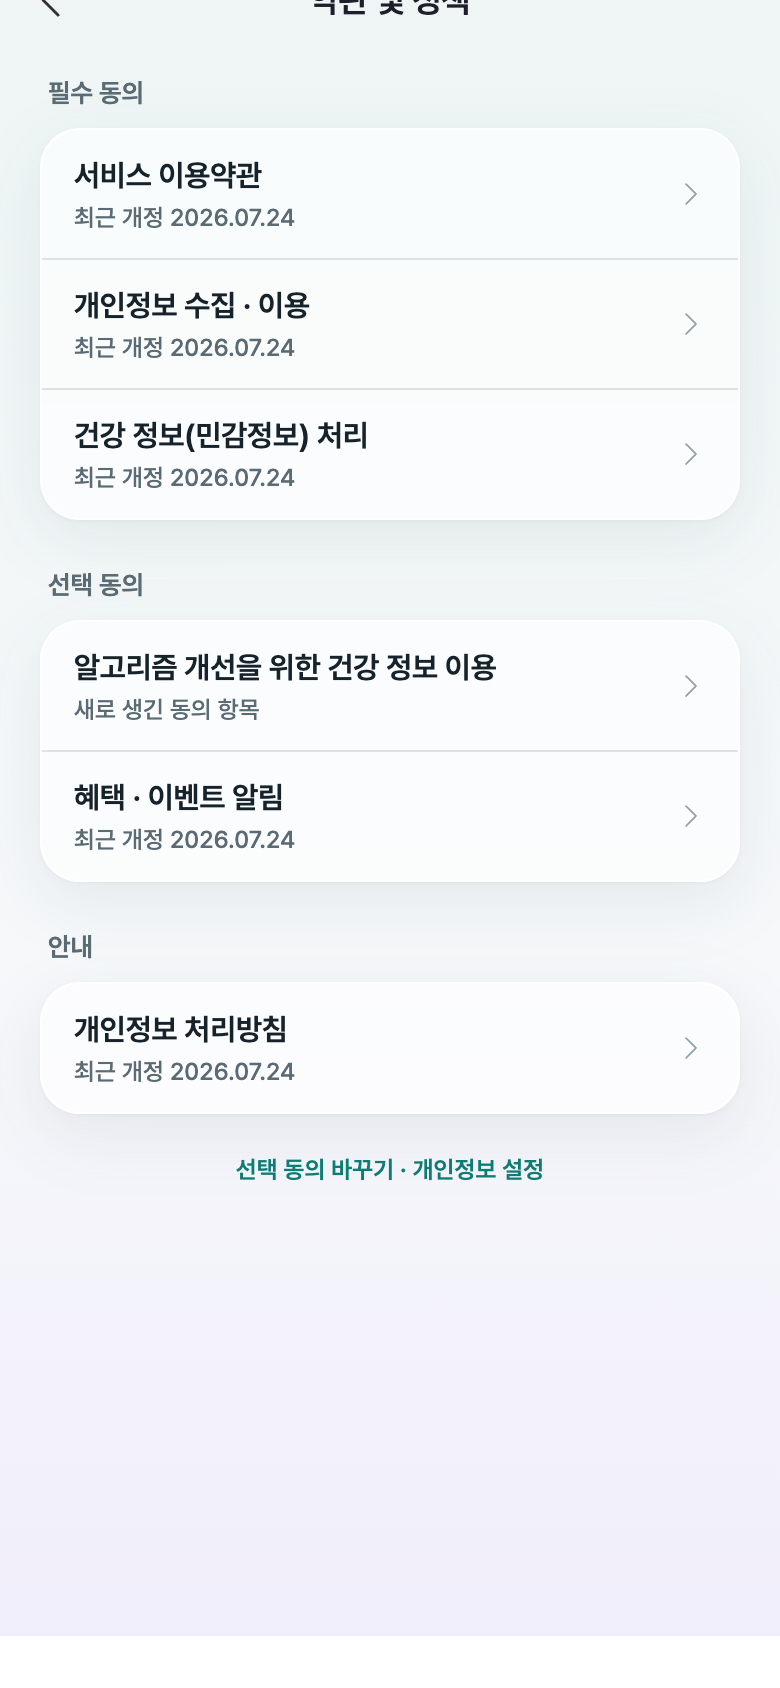 약관 및 정책
필수 동의
서비스 이용약관
최근 개정 2026.07.24
개인정보 수집 · 이용
최근 개정 2026.07.24
건강 정보(민감정보) 처리
최근 개정 2026.07.24
선택 동의
알고리즘 개선을 위한 건강 정보 이용
새로 생긴 동의 항목
혜택 · 이벤트 알림
최근 개정 2026.07.24
안내
개인정보 처리방침
최근 개정 2026.07.24
선택 동의 바꾸기 · 개인정보 설정